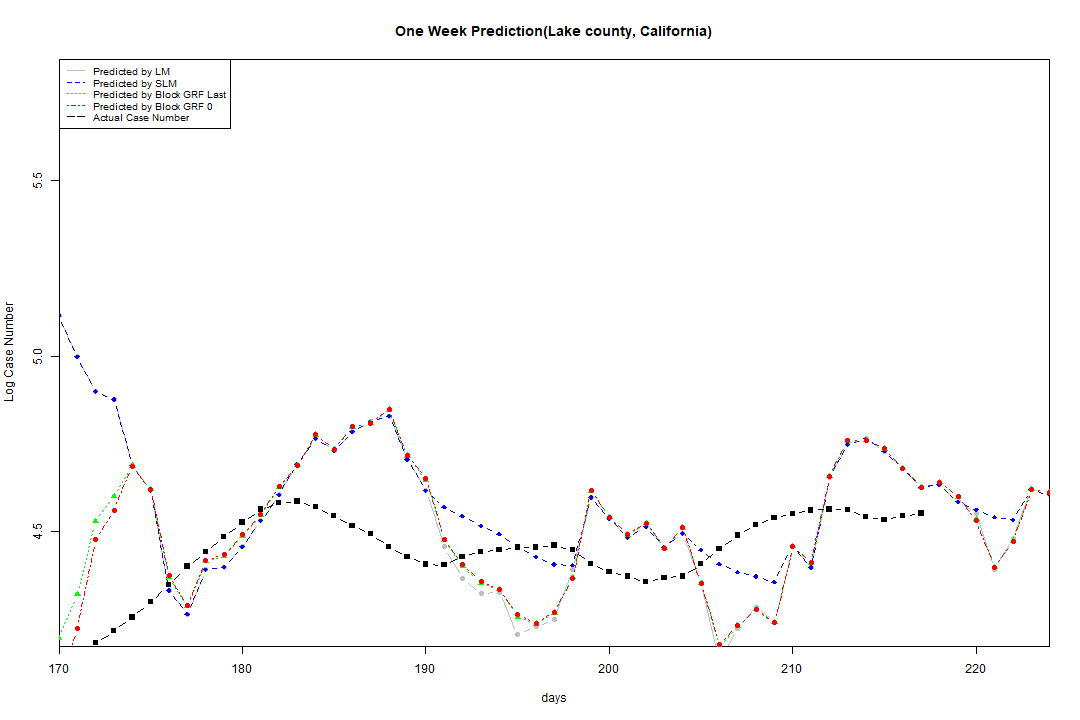 One Week Prediction(Lake county, California)
Predicted by LM
Predicted by SLM
Predicted by Block GRF Last
Predicted by Block GRF 0
Actual Case Number
5.5
5.0
4.5
Log Case Number
170 180 190 200 210 220
days